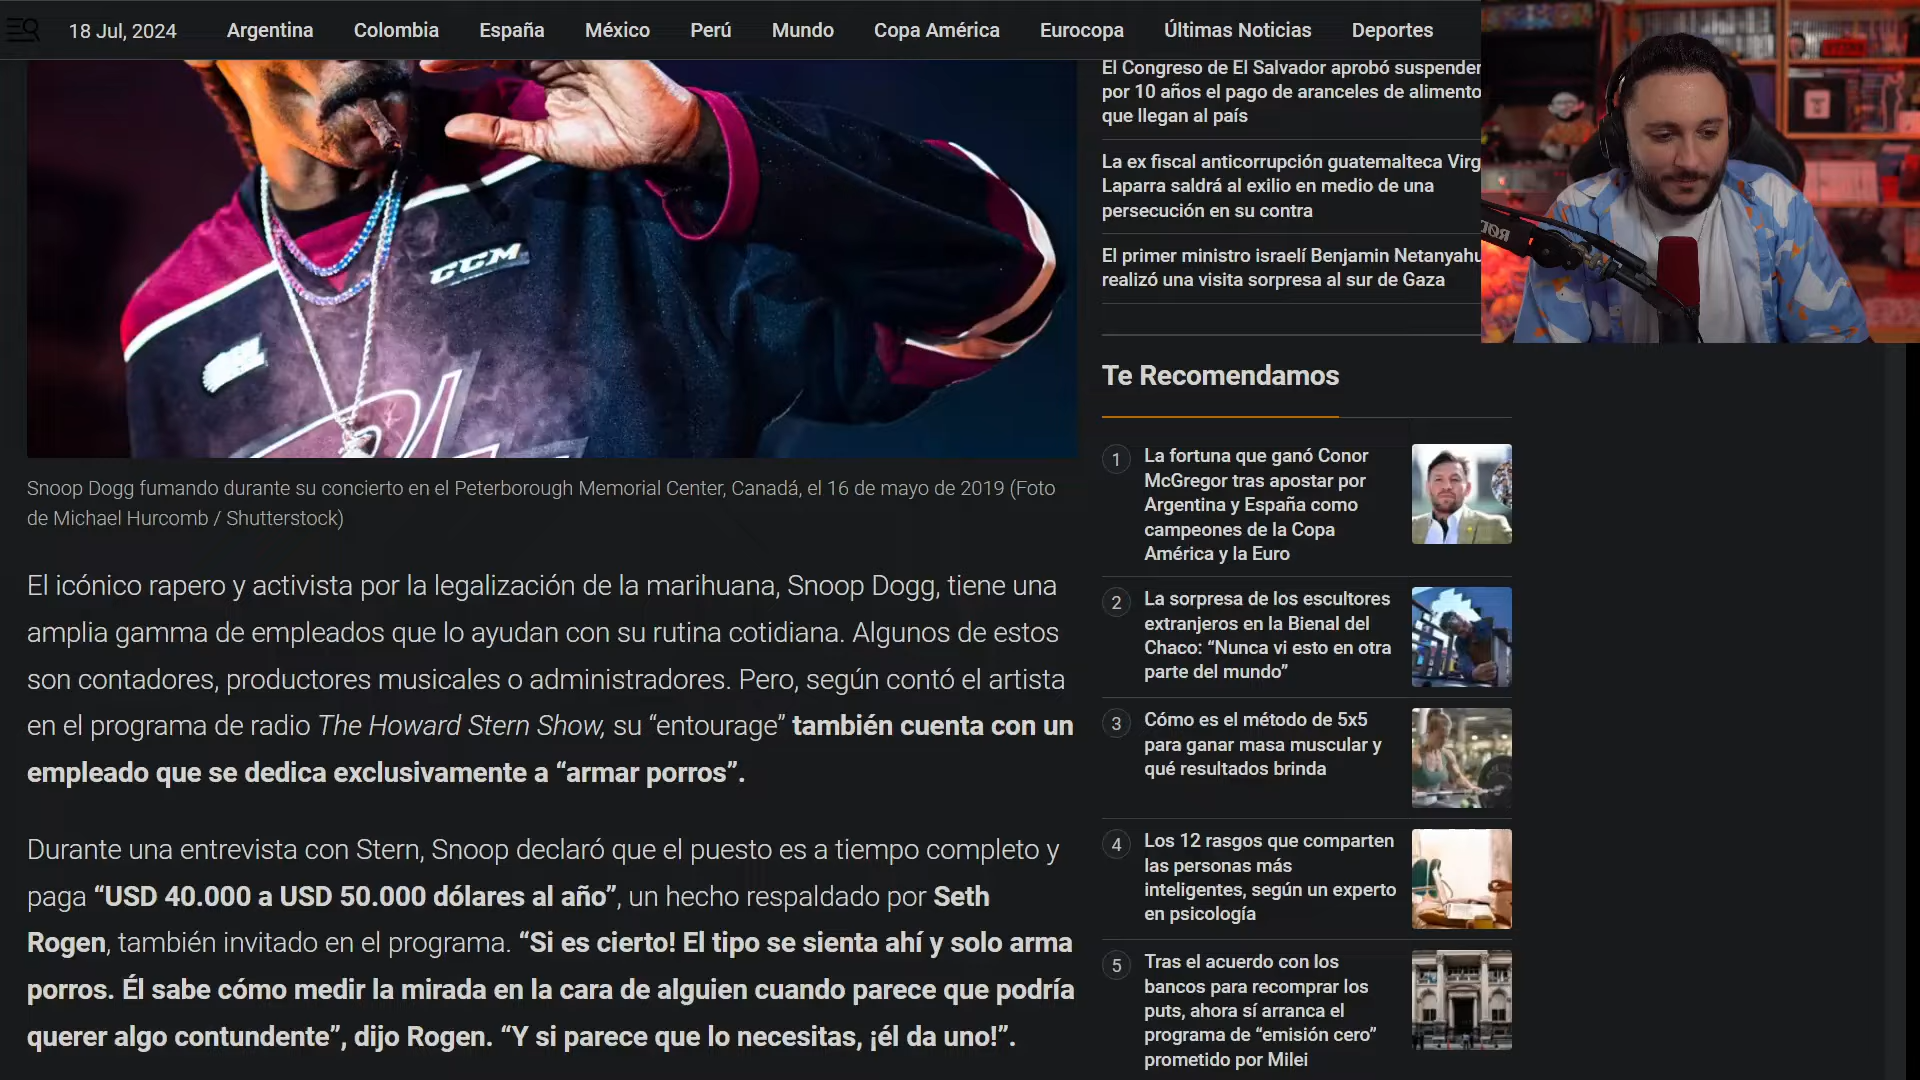 18 Jul, 2024
Argentina
Colombia
España
México
Perú
Mundo
Copa América
Eurocopa
Últimas Noticias
Deportes
CCM
Snoop Dogg fumando durante su concierto en el Peterborough Memorial Center, Canadá, el 16 de mayo de 2019 (Foto
de Michael Hurcomb / Shutterstock)
El icónico rapero y activista por la legalización de la marihuana, Snoop Dogg, tiene una
amplia gamma de empleados que lo ayudan con su rutina cotidiana. Algunos de estos
son contadores, productores musicales o administradores. Pero, según contó el artista
en el programa de radio The Howard Stern Show, su “entourage” también cuenta con un
empleado que se dedica exclusivamente a “armar porros”.
Durante una entrevista con Stern, Snoop declaró que el puesto es a tiempo completo y
paga “USD 40.000 a USD 50.000 dólares al año”, un hecho respaldado por Seth
Rogen, también invitado en el programa. “Si es cierto! El tipo se sienta ahí y solo arma
porros. Él sabe cómo medir la mirada en la cara de alguien cuando parece que podría
querer algo contundente”, dijo Rogen. “Y si parece que lo necesitas, ¡él da uno!”.
El Congreso de El Salvador aprobó suspender
por 10 años el pago de aranceles de alimento
que llegan al país
La ex fiscal anticorrupción guatemalteca Virg
Laparra saldrá al exilio en medio de una
persecución en su contra
El primer ministro israelí Benjamin Netanyahu
realizó una visita sorpresa al sur de Gaza
Te Recomendamos
1
La fortuna que ganó Conor
McGregor tras apostar por
Argentina y España como
campeones de la Copa
América y la Euro
2
La sorpresa de los escultores
extranjeros en la Bienal del
Chaco: “Nunca vi esto en otra
parte del mundo”
3
Cómo es el método de 5x5
para ganar masa muscular y
qué resultados brinda
4
Los 12 rasgos que comparten
las personas más
inteligentes, según un experto
en psicología
5
Tras el acuerdo con los
bancos para recomprar los
puts, ahora sí arranca el
programa de “emisión cero”
prometido por Milei
RØDE